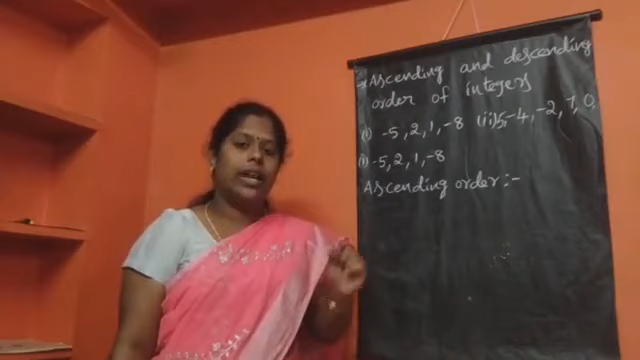 *Ascending and descending
order of integers
(i) -5, 2, 1, -8 (ii) 5, -4, -2, 7, 0,
(i) -5, 2, 1, -8
Ascending order:-